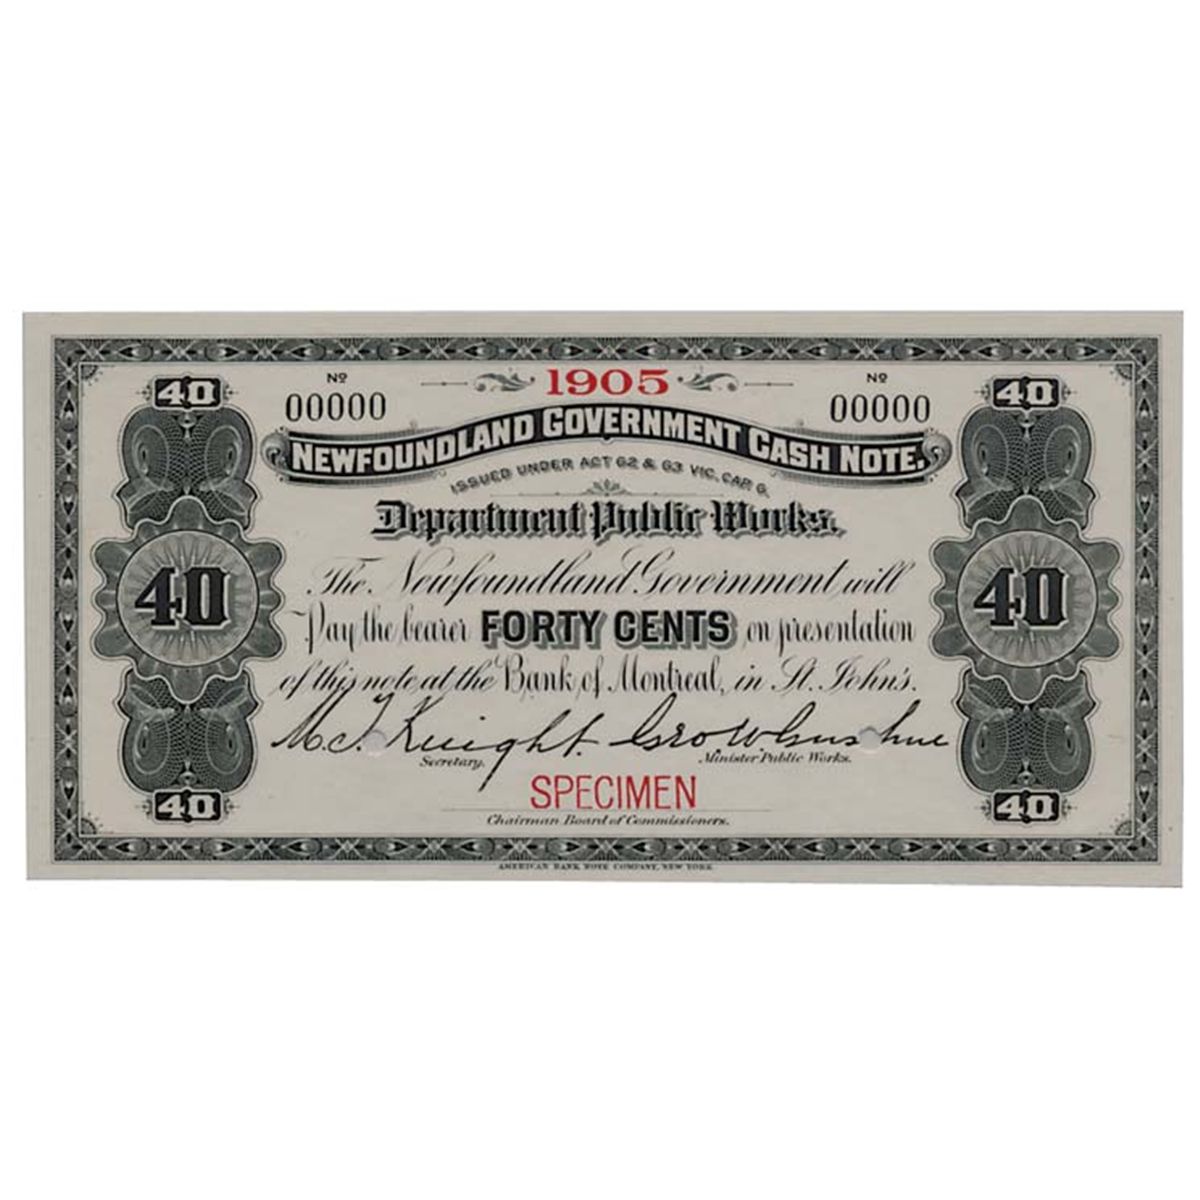 40 Nº 1905 Nº 40
00000 00000
NEWFOUNDLAND GOVERNMENT CASH NOTE.
ISSUED UNDER ACT 62 & 63 VIC. CAP 6.
Department Public Works.
The Newfoundland Government will
40 Pay the bearer FORTY CENTS on presentation 40
of this note, at the Bank of Montreal, in St. John's.
Knight. Geo W Gushue
Secretary. Minister Public Works.
SPECIMEN
40 40
Chairman Board of Commissioners.
AMERICAN BANK NOTE COMPANY, NEW YORK